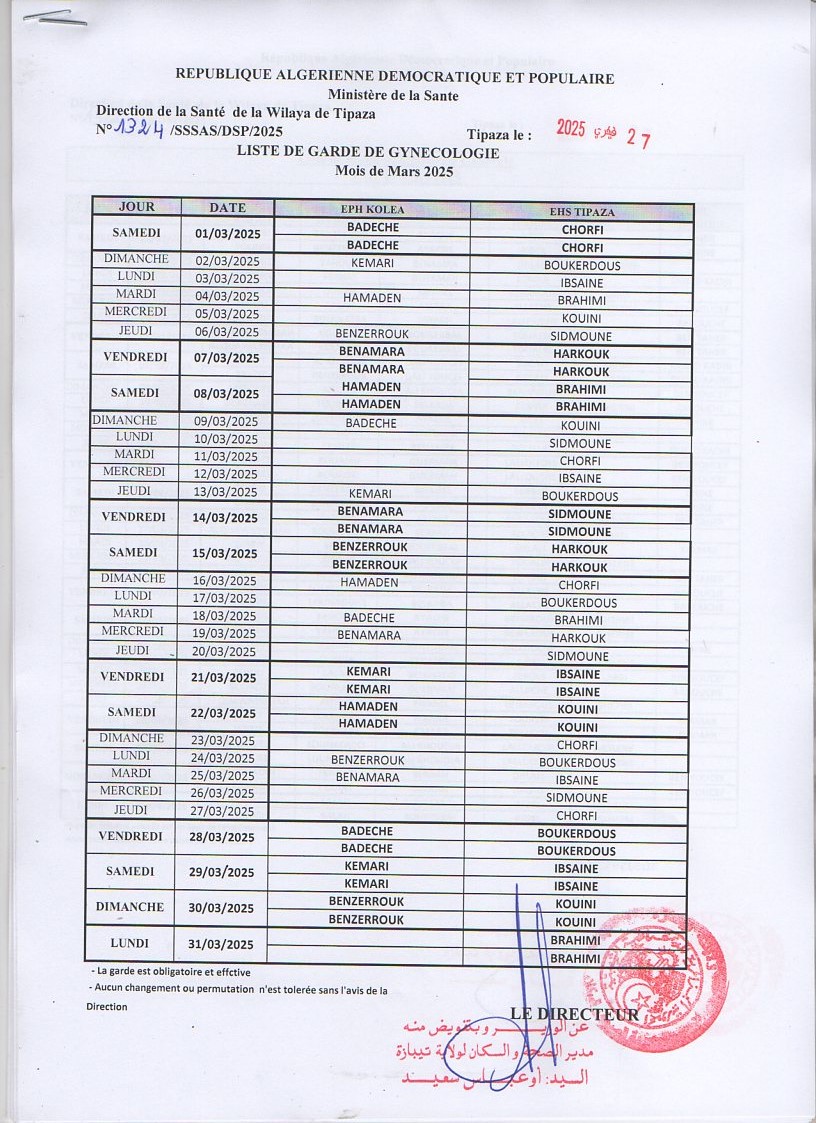 REPUBLIQUE ALGERIENNE DEMOCRATIQUE ET POPULAIRE
Ministère de la Sante
Direction de la Santé de la Wilaya de Tipaza
N° 1324 /SSSAS/DSP/2025
Tipaza le : 2025 فيفري 27
LISTE DE GARDE DE GYNECOLOGIE
Mois de Mars 2025
JOUR DATE EPH KOLEA EHS TIPAZA
SAMEDI 01/03/2025 BADECHE CHORFI
BADECHE CHORFI
DIMANCHE 02/03/2025 KEMARI BOUKERDOUS
LUNDI 03/03/2025 IBSAINE
MARDI 04/03/2025 HAMADEN BRAHIMI
MERCREDI 05/03/2025 KOUINI
JEUDI 06/03/2025 BENZERROUK SIDMOUNE
VENDREDI 07/03/2025 BENAMARA HARKOUK
BENAMARA HARKOUK
SAMEDI 08/03/2025 HAMADEN BRAHIMI
HAMADEN BRAHIMI
DIMANCHE 09/03/2025 BADECHE KOUINI
LUNDI 10/03/2025 SIDMOUNE
MARDI 11/03/2025 CHORFI
MERCREDI 12/03/2025 IBSAINE
JEUDI 13/03/2025 KEMARI BOUKERDOUS
VENDREDI 14/03/2025 BENAMARA SIDMOUNE
BENAMARA SIDMOUNE
SAMEDI 15/03/2025 BENZERROUK HARKOUK
BENZERROUK HARKOUK
DIMANCHE 16/03/2025 HAMADEN CHORFI
LUNDI 17/03/2025 BOUKERDOUS
MARDI 18/03/2025 BADECHE BRAHIMI
MERCREDI 19/03/2025 BENAMARA HARKOUK
JEUDI 20/03/2025 SIDMOUNE
VENDREDI 21/03/2025 KEMARI IBSAINE
KEMARI IBSAINE
SAMEDI 22/03/2025 HAMADEN KOUINI
HAMADEN KOUINI
DIMANCHE 23/03/2025 CHORFI
LUNDI 24/03/2025 BENZERROUK BOUKERDOUS
MARDI 25/03/2025 BENAMARA IBSAINE
MERCREDI 26/03/2025 SIDMOUNE
JEUDI 27/03/2025 CHORFI
VENDREDI 28/03/2025 BADECHE BOUKERDOUS
BADECHE BOUKERDOUS
SAMEDI 29/03/2025 KEMARI IBSAINE
KEMARI IBSAINE
DIMANCHE 30/03/2025 BENZERROUK KOUINI
BENZERROUK KOUINI
LUNDI 31/03/2025 BRAHIMI
BRAHIMI
- La garde est obligatoire et effctive
- Aucun changement ou permutation n'est tolerée sans l'avis de la
Direction
LE DIRECTEUR
عن الوزير وبتفويض منه
مدير الصحة والسكان لولاية تيبازة
السيد: أوعباس سعيد